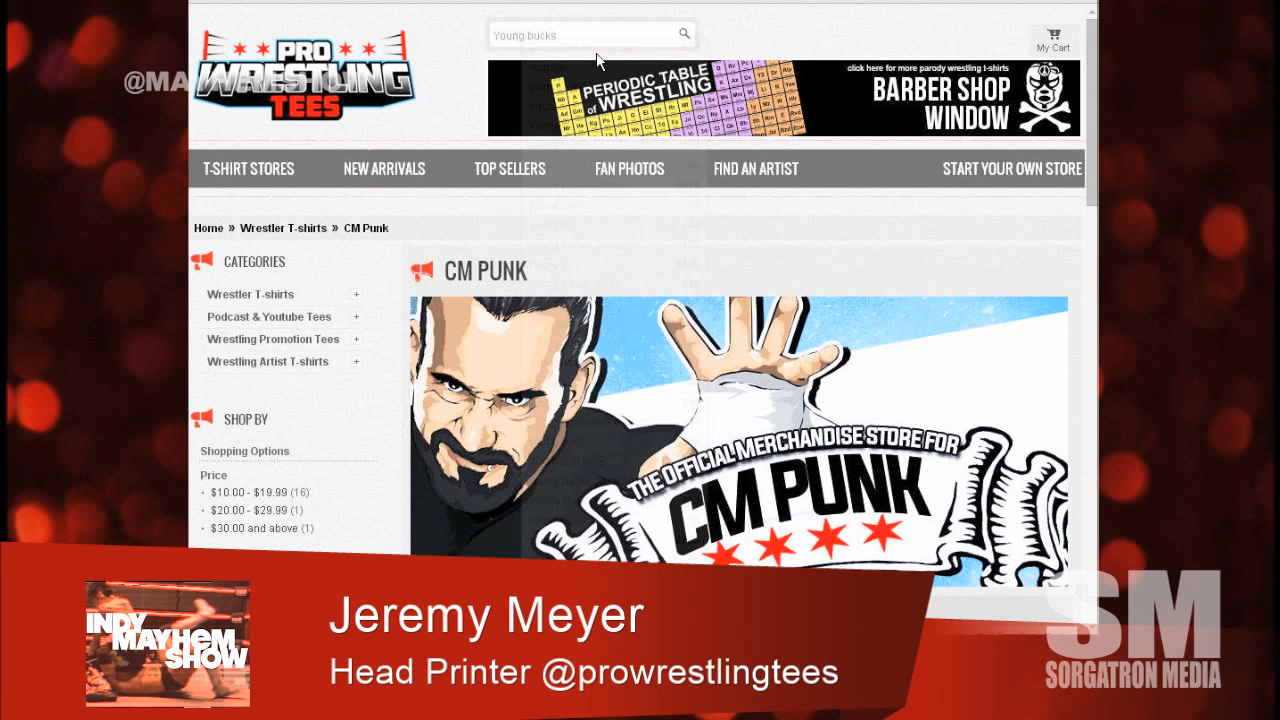 Young bucks
My Cart
PRO
WRESTLING
TEES
@MA
PERIODIC TABLE
of WRESTLING
click here for more parody wrestling t-shirts
BARBER SHOP
WINDOW
T-SHIRT STORES
NEW ARRIVALS
TOP SELLERS
FAN PHOTOS
FIND AN ARTIST
START YOUR OWN STORE
Home » Wrestler T-shirts » CM Punk
CATEGORIES
Wrestler T-shirts +
Podcast & Youtube Tees +
Wrestling Promotion Tees +
Wrestling Artist T-shirts +
SHOP BY
Shopping Options
Price
$10.00 - $19.99 (16)
$20.00 - $29.99 (1)
$30.00 and above (1)
CM PUNK
THE OFFICIAL MERCHANDISE STORE FOR
CM PUNK
INDY
MAYHEM
SHOW
Jeremy Meyer
Head Printer @prowrestlingtees
SM
SORGATRON MEDIA